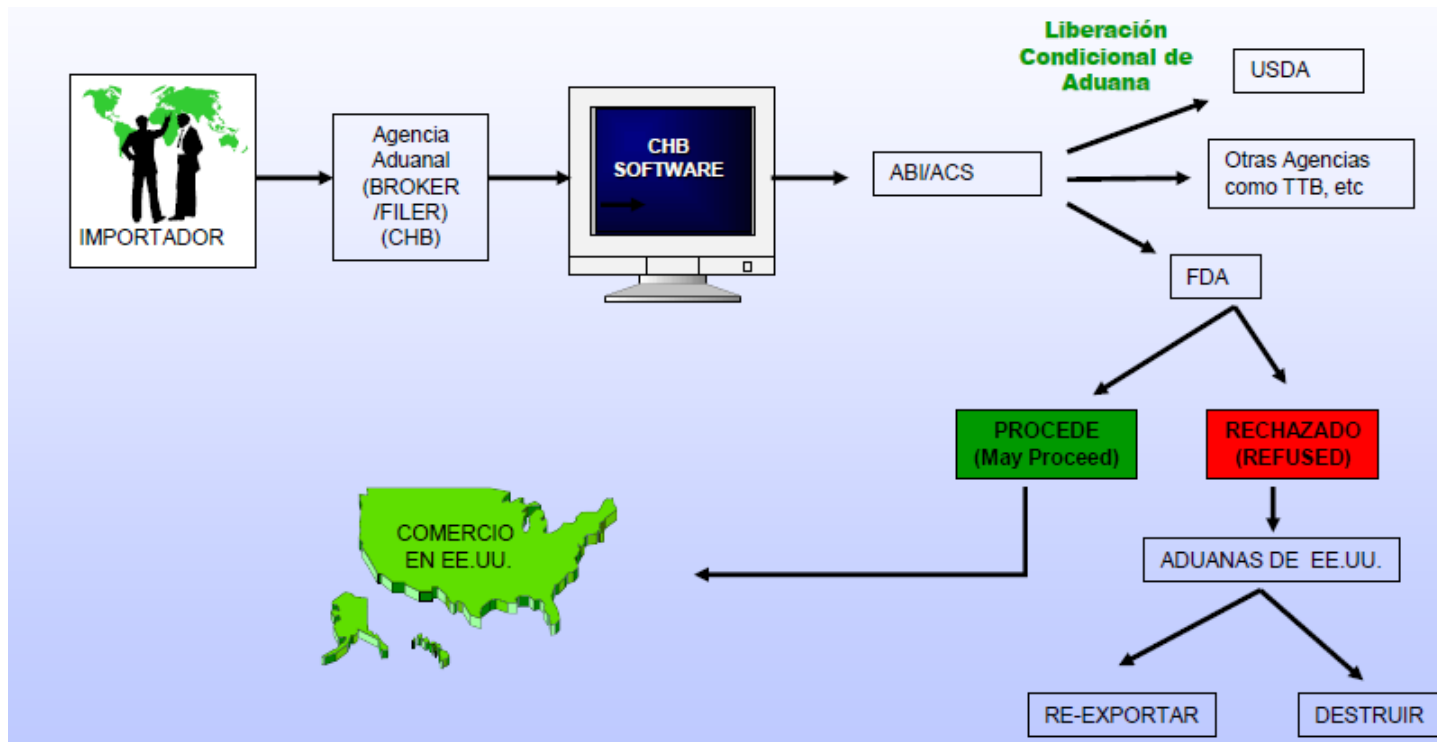 Liberación
Condicional de
Aduana
USDA
IMPORTADOR
Agencia
Aduanal
(BROKER
/FILER)
(CHB)
CHB
SOFTWARE
ABI/ACS
Otras Agencias
como TTB, etc
FDA
PROCEDE
(May Proceed)
RECHAZADO
(REFUSED)
COMERCIO
EN EE.UU.
ADUANAS DE EE.UU.
RE-EXPORTAR
DESTRUIR